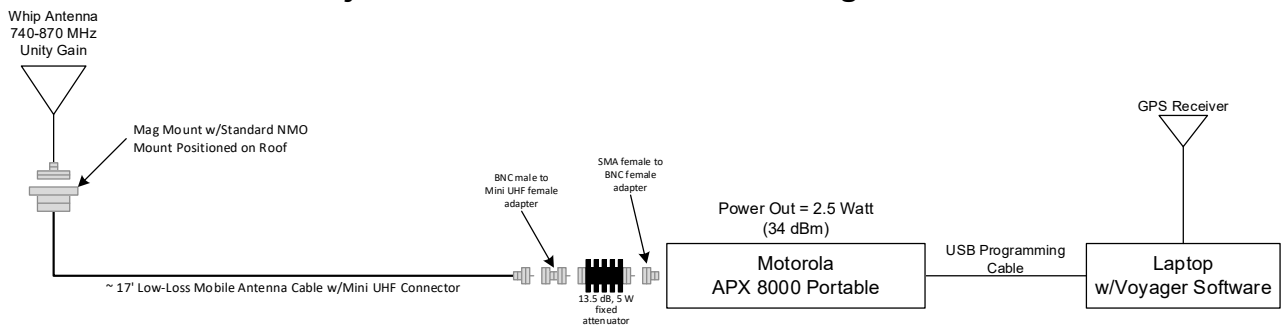 Whip Antenna
740-870 MHz
Unity Gain
Mag Mount w/Standard NMO
Mount Positioned on Roof
~ 17' Low-Loss Mobile Antenna Cable w/Mini UHF Connector
BNC male to
Mini UHF female
adapter
13.5 dB, 5 W
fixed
attenuator
SMA female to
BNC female
adapter
Power Out = 2.5 Watt
(34 dBm)
Motorola
APX 8000 Portable
USB Programming
Cable
GPS Receiver
Laptop
w/Voyager Software